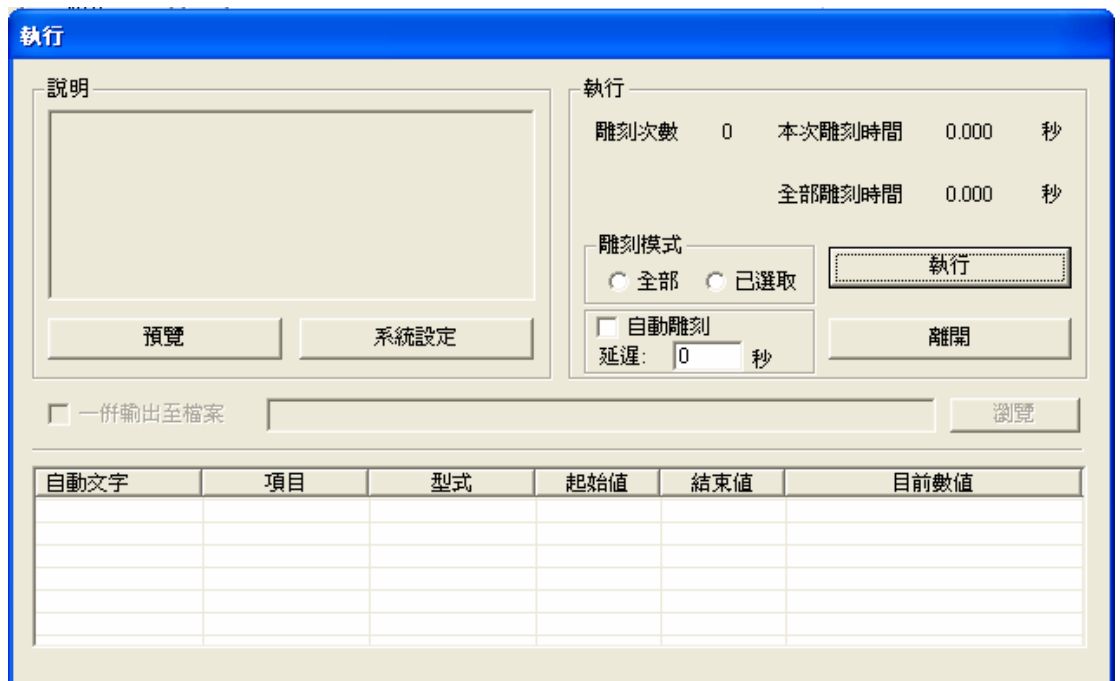 執行
說明
預覽
系統設定
執行
雕刻次數 0 本次雕刻時間 0.000 秒
全部雕刻時間 0.000 秒
雕刻模式
全部 已選取
執行
自動雕刻
延遲: 0 秒
離開
一併輸出至檔案 瀏覽
自動文字 項目 型式 起始值 結束值 目前數值